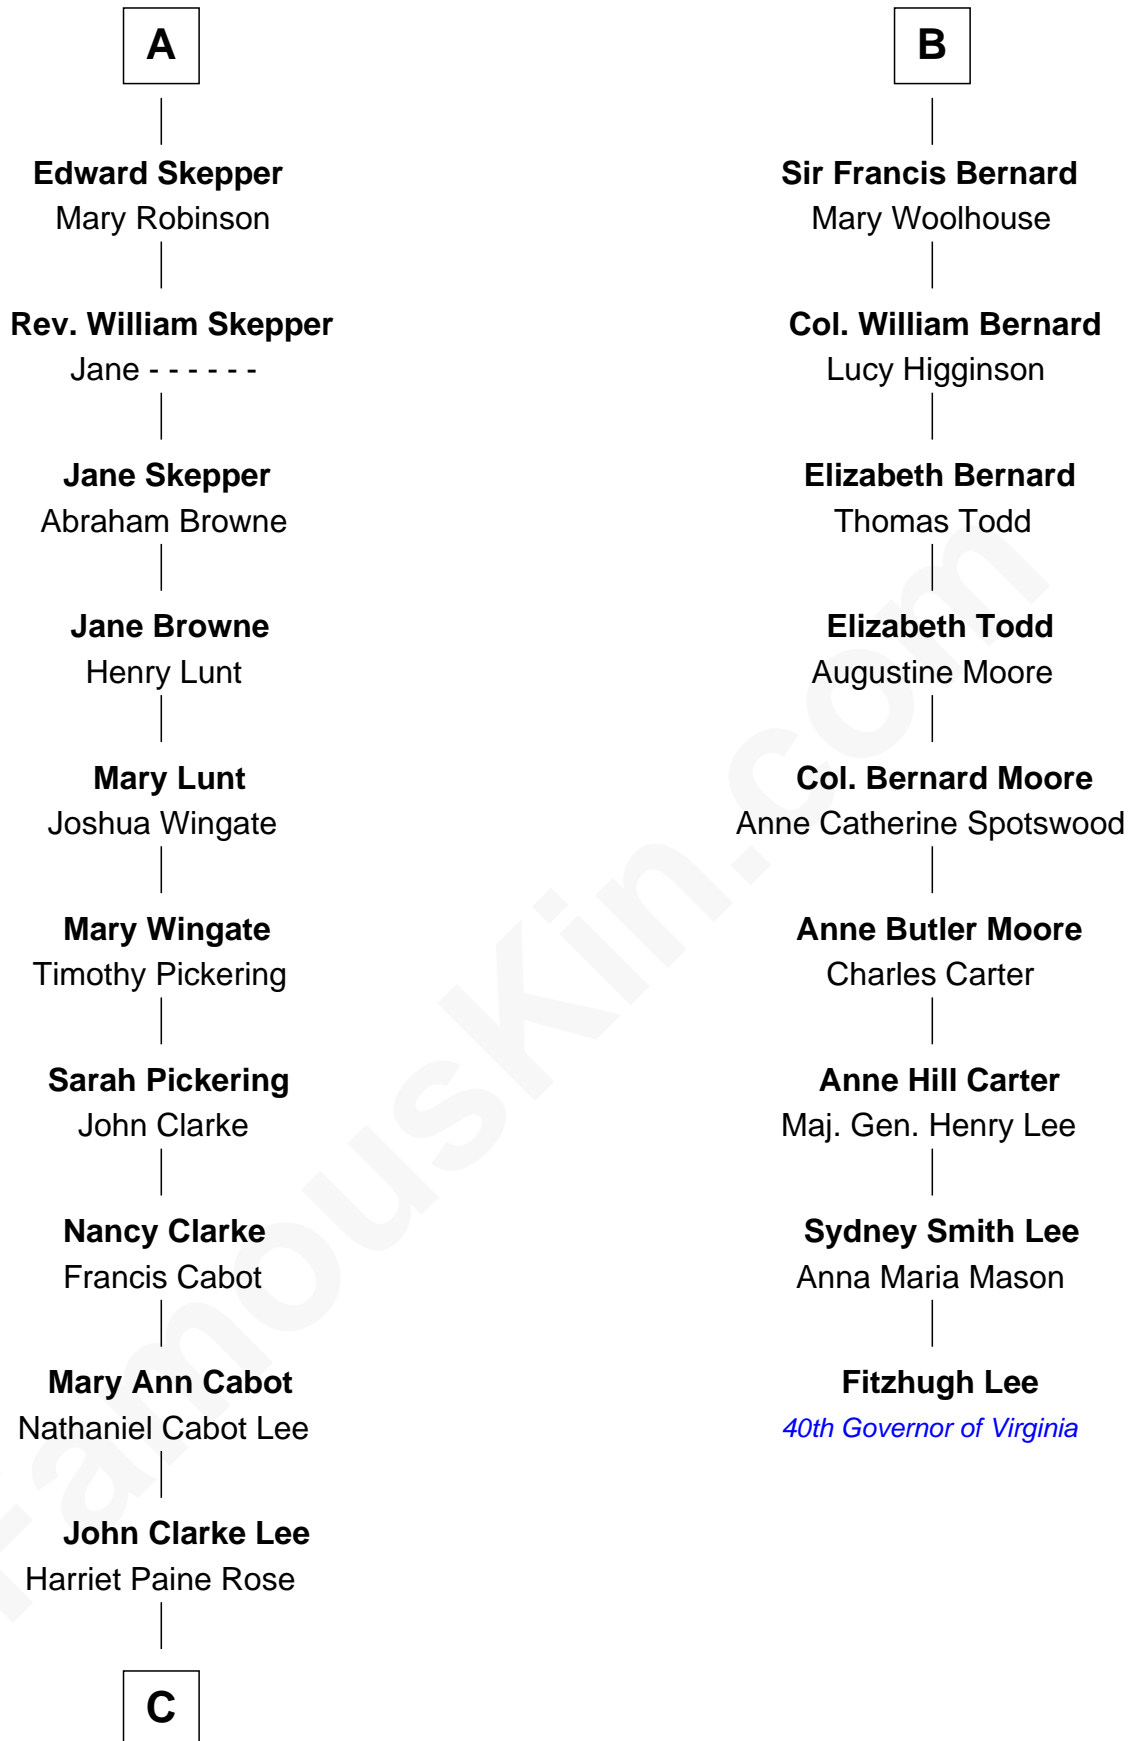 A
Edward Skepper
Mary Robinson
Rev. William Skepper
Jane - - - - - -
Jane Skepper
Abraham Browne
Jane Browne
Henry Lunt
Mary Lunt
Joshua Wingate
Mary Wingate
Timothy Pickering
Sarah Pickering
John Clarke
Nancy Clarke
Francis Cabot
Mary Ann Cabot
Nathaniel Cabot Lee
John Clarke Lee
Harriet Paine Rose
C
B
Sir Francis Bernard
Mary Woolhouse
Col. William Bernard
Lucy Higginson
Elizabeth Bernard
Thomas Todd
Elizabeth Todd
Augustine Moore
Col. Bernard Moore
Anne Catherine Spotswood
Anne Butler Moore
Charles Carter
Anne Hill Carter
Maj. Gen. Henry Lee
Sydney Smith Lee
Anna Maria Mason
Fitzhugh Lee
40th Governor of Virginia
FamousKin.com